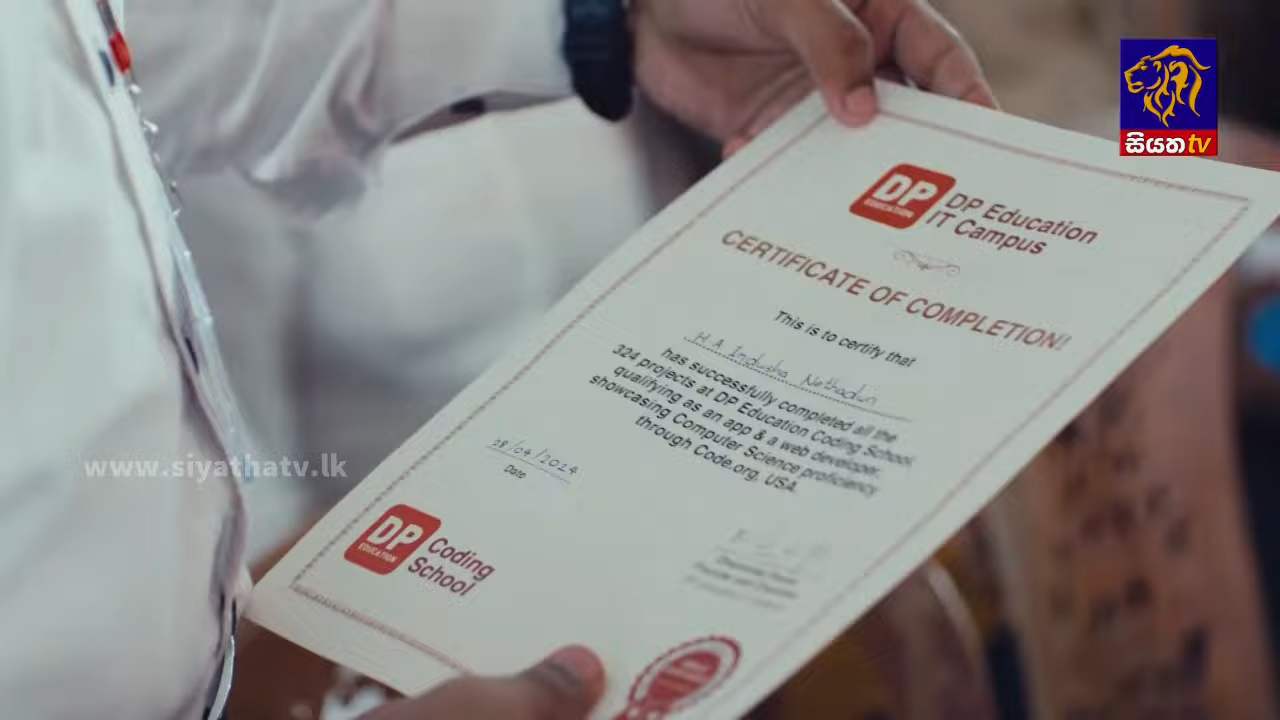 සියත tv
DP
EDUCATION
DP Education
IT Campus
CERTIFICATE OF COMPLETION!
This is to certify that
H A Indusha Nethadin
has successfully completed all the
324 projects at DP Education Coding School,
qualifying as an app & a web developer,
showcasing Computer Science proficiency
through Code.org, USA.
08/04/2024
Date
DP
EDUCATION
Coding
School
www.siyathatv.lk